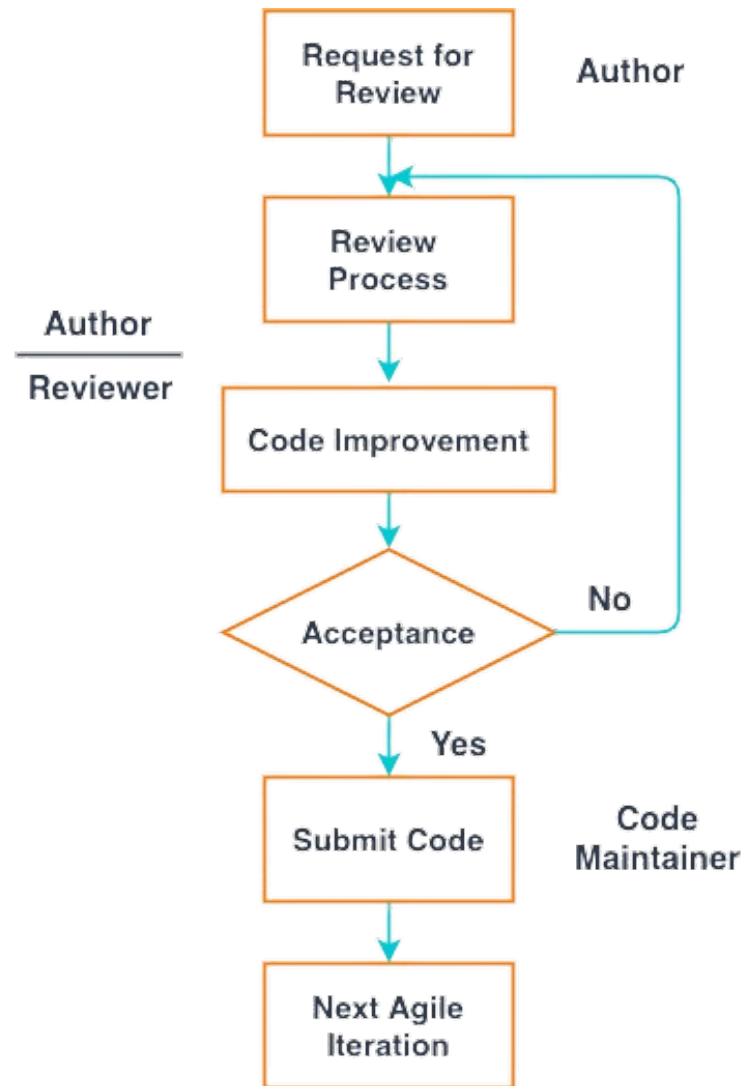 Request for
Review
Author
Review
Process
Author
Reviewer
Code Improvement
No
Acceptance
Yes
Submit Code
Code
Maintainer
Next Agile
Iteration